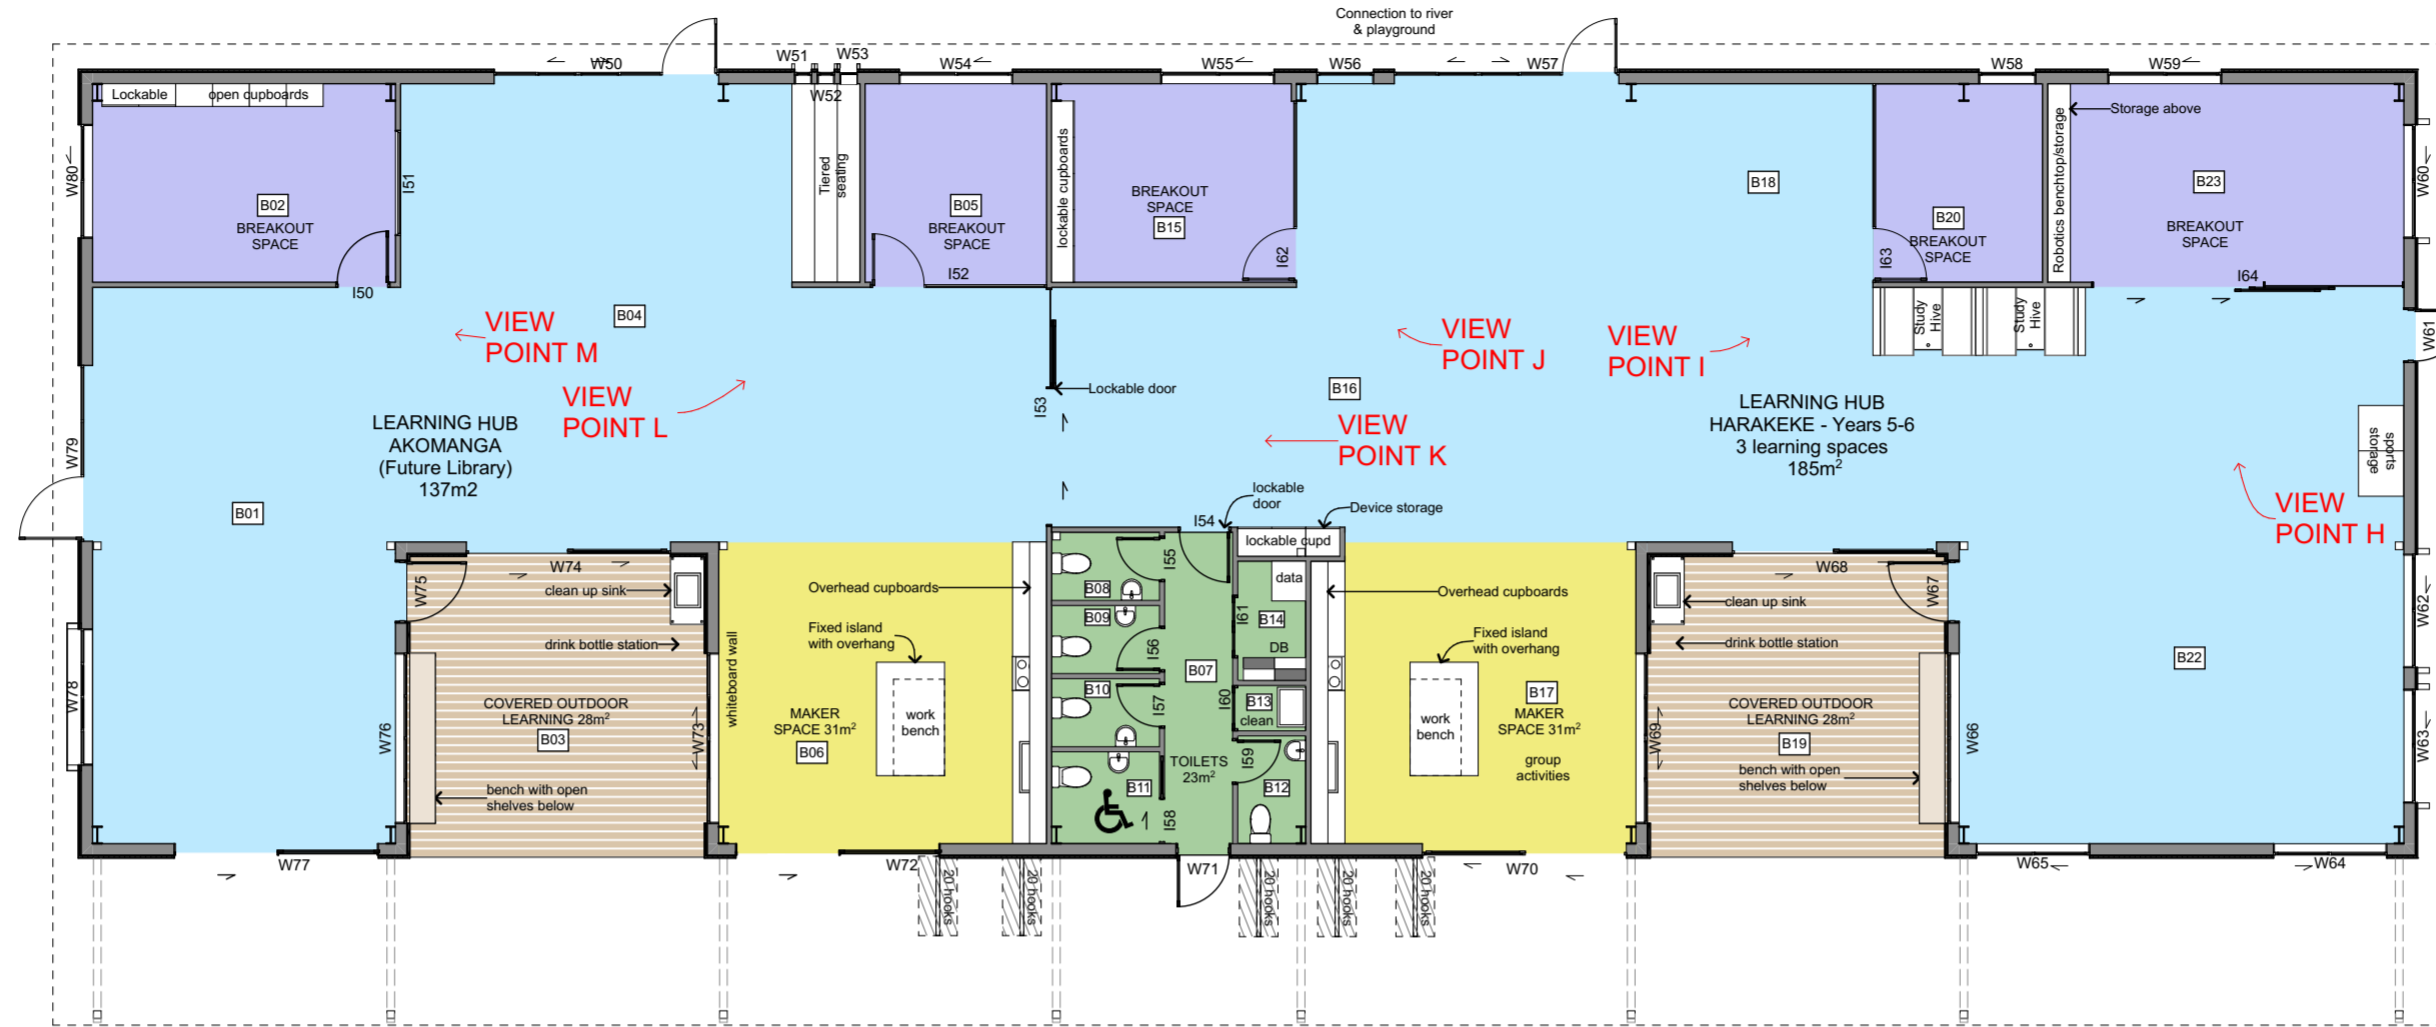 Connection to river
& playground
W50
W51
W53
W52
W54
W55
W56
W57
W58
W59
Lockable
open cupboards
W80
I51
B02
BREAKOUT
SPACE
I50
Tiered
seating
B05
BREAKOUT
SPACE
I52
lockable cupboards
BREAKOUT
SPACE
B15
I62
B18
I63
B20
BREAKOUT
SPACE
Robotics benchtop/storage
Storage above
B23
BREAKOUT
SPACE
I64
W60
W61
B04
VIEW
POINT M
VIEW
POINT L
LEARNING HUB
AKOMANGA
(Future Library)
137m2
W79
B01
I53
Lockable door
B16
VIEW
POINT J
VIEW
POINT I
VIEW
POINT K
Study
Hive
Study
Hive
LEARNING HUB
HARAKEKE - Years 5-6
3 learning spaces
185m²
sports
storage
VIEW
POINT H
W75
W74
clean up sink
drink bottle station
W78
W76
COVERED OUTDOOR
LEARNING 28m²
B03
W73
bench with open
shelves below
W77
whiteboard wall
Overhead cupboards
Fixed island
with overhang
work
bench
MAKER
SPACE 31m²
B06
W72
I54
lockable
door
Device storage
lockable cupd
I55
B08
B09
I56
B10
I57
B11
I58
B07
TOILETS
23m²
I61
data
B14
DB
I60
B13
clean
I59
B12
W71
Overhead cupboards
Fixed island
with overhang
work
bench
B17
MAKER
SPACE 31m²
group
activities
W70
W68
W67
clean up sink
drink bottle station
W69
COVERED OUTDOOR
LEARNING 28m²
B19
bench with open
shelves below
W66
B22
W62
W63
W65
W64
20 hooks
20 hooks
20 hooks
20 hooks
20 hooks